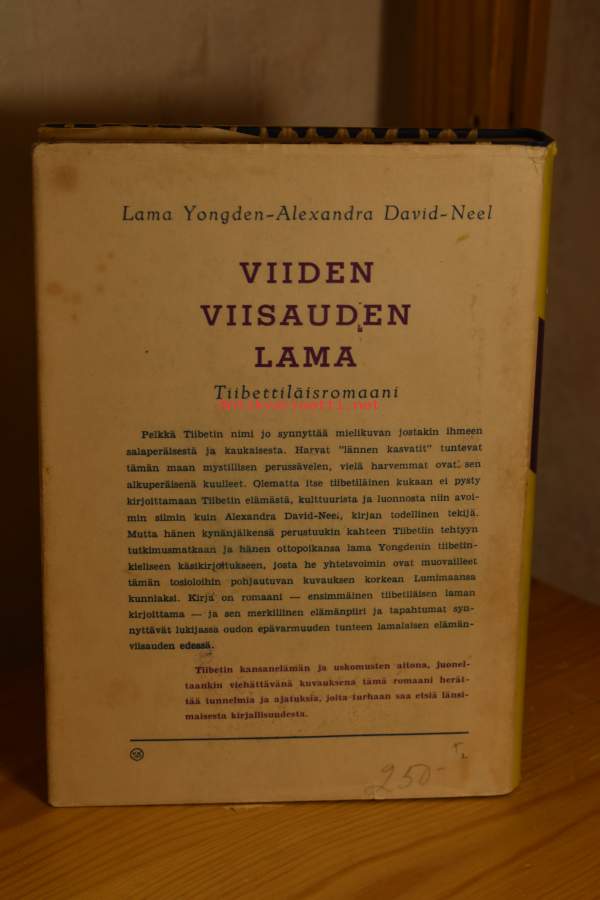 Lama Yongden-Alexandra David-Neel
VIIDEN
VIISAUDEN
LAMA
Tiibettiläisromaani
Pelkkä Tiibetin nimi jo synnyttää mielikuvan jostakin ihmeen
salaperäisestä ja kaukaisesta. Harvat "lännen kasvatit" tuntevat
tämän maan mystillisen perussävelen, vielä harvemmat ovat sen
alkuperäisenä kuulleet. Olematta itse tiibetiläinen kukaan ei pysty
kirjoittamaan Tiibetin elämästä, kulttuurista ja luonnosta niin avoi-
min silmin kuin Alexandra David-Neel, kirjan todellinen tekijä.
Mutta hänen kynänjälkensä perustuukin kahteen Tiibetiin tehtyyn
tutkimusmatkaan ja hänen ottopoikansa lama Yongdenin tiibetin-
kieliseen käsikirjoitukseen, josta he yhteisvoimin ovat muovailleet
tämän tosioloihin pohjautuvan kuvauksen korkean Lumimaansa
kunniaksi. Kirja on romaani — ensimmäinen tiibetiläisen laman
kirjoittama — ja sen merkillinen elämänpiiri ja tapahtumat syn-
nyttävät lukijassa oudon epävarmuuden tunteen lamalaisen elämän-
viisauden edessä.
Tiibetin kansanelämän ja uskomusten aitona, juonel-
taankin viehättävänä kuvauksena tämä romaani herät-
tää tunnelmia ja ajatuksia, joita turhaan saa etsiä länsi-
maisesta kirjallisuudesta.
250-